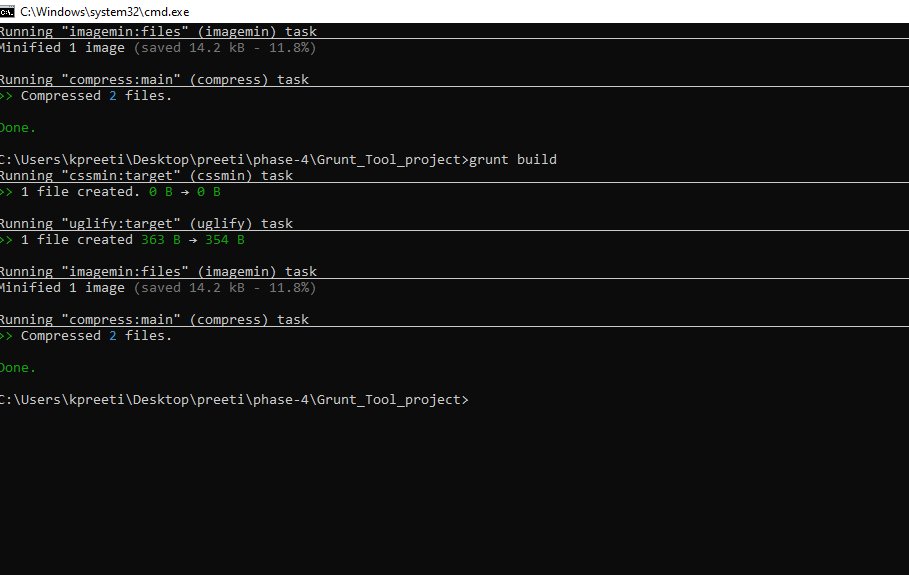 C:\Windows\system32\cmd.exe
Running "imagemin:files" (imagemin) task
Minified 1 image (saved 14.2 kB - 11.8%)
Running "compress:main" (compress) task
>> Compressed 2 files.
Done.
C:\Users\kpreeti\Desktop\preeti\phase-4\Grunt_Tool_project>grunt build
Running "cssmin:target" (cssmin) task
>> 1 file created. 0 B → 0 B
Running "uglify:target" (uglify) task
>> 1 file created 363 B → 354 B
Running "imagemin:files" (imagemin) task
Minified 1 image (saved 14.2 kB - 11.8%)
Running "compress:main" (compress) task
>> Compressed 2 files.
Done.
C:\Users\kpreeti\Desktop\preeti\phase-4\Grunt_Tool_project>